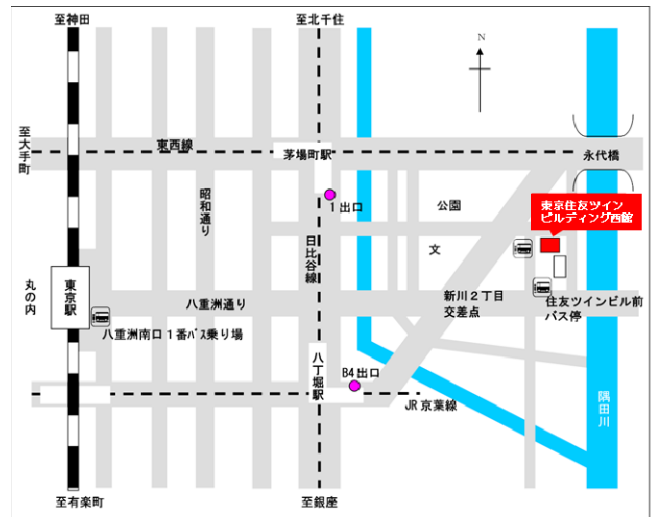 至神田
至北千住
N
至大手町
東西線
茅場町駅
永代橋
昭和通り
1出口
公園
東京住友ツイン
ビルディング西館
文
日比谷線
丸の内
東京駅
八重洲通り
新川2丁目
交差点
住友ツインビル前
バス停
八重洲南口1番バス乗り場
八丁堀駅
B4出口
JR京葉線
隅田川
至有楽町
至銀座